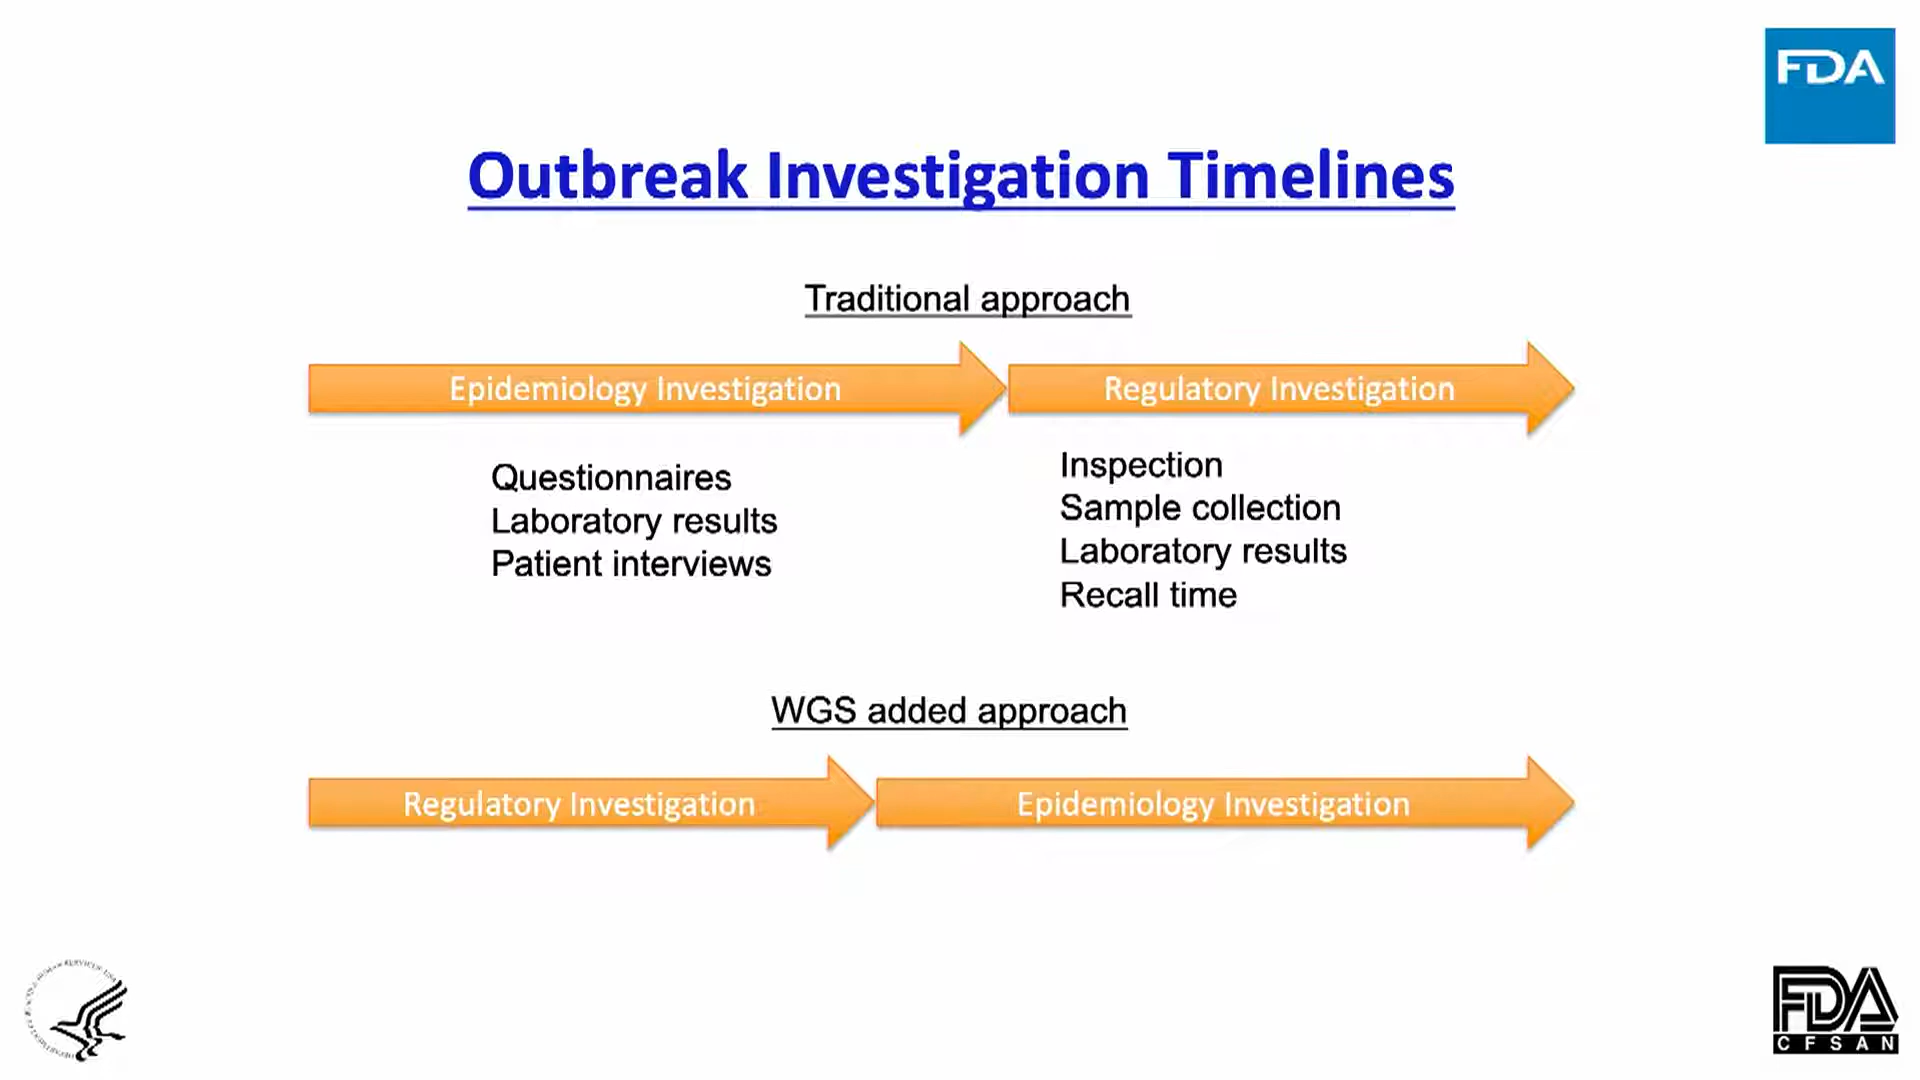 FDA
Outbreak Investigation Timelines
Traditional approach
Epidemiology Investigation
Regulatory Investigation
Questionnaires
Laboratory results
Patient interviews
Inspection
Sample collection
Laboratory results
Recall time
WGS added approach
Regulatory Investigation
Epidemiology Investigation
FDA
CFSAN